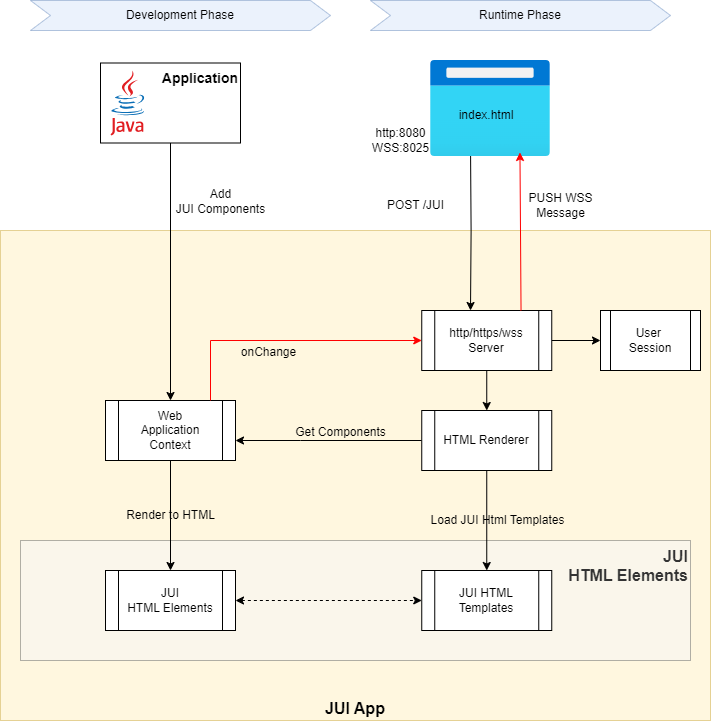 Development Phase
Runtime Phase
Application
Java
index.html
http:8080
WSS:8025
Add
JUI Components
POST /JUI
PUSH WSS
Message
http/https/wss
Server
User
Session
onChange
Web
Application
Context
Get Components
HTML Renderer
Render to HTML
Load JUI Html Templates
JUI
HTML Elements
JUI
HTML Elements
JUI HTML
Templates
JUI App